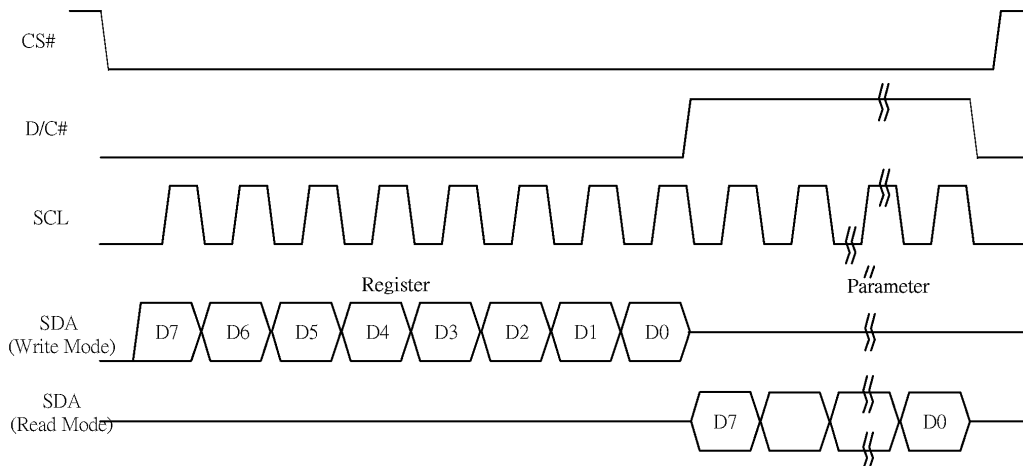 CS#
D/C#
SCL
Register
Parameter
SDA
(Write Mode)
D7 D6 D5 D4 D3 D2 D1 D0
SDA
(Read Mode)
D7 D0